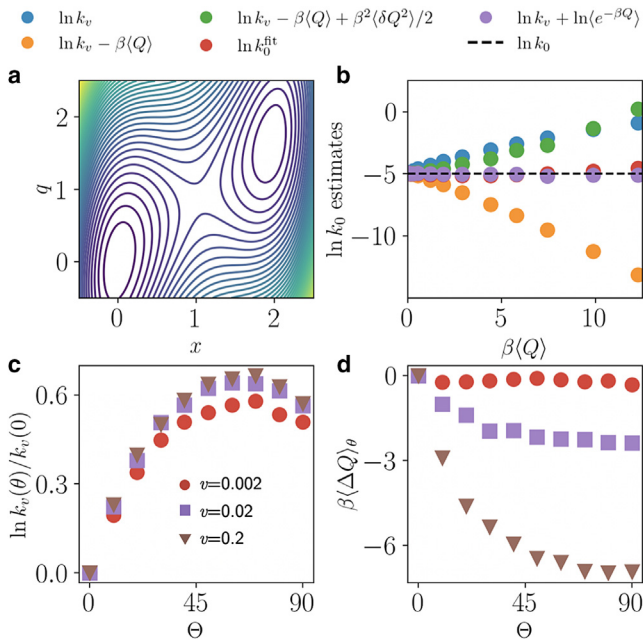 ln k_v
ln k_v − β⟨Q⟩ + β²⟨δQ²⟩/2
ln k_v + ln⟨e^{−βQ}⟩
ln k_v − β⟨Q⟩
ln k_0^{fit}
ln k_0
a
2
1
0
q
0
1
2
x
b
0
−5
−10
ln k_0 estimates
0
5
10
β⟨Q⟩
c
0.6
0.3
0.0
ln k_v(θ)/k_v(0)
v=0.002
v=0.02
v=0.2
0
45
90
Θ
d
0
−3
−6
β⟨ΔQ⟩_θ
0
45
90
Θ